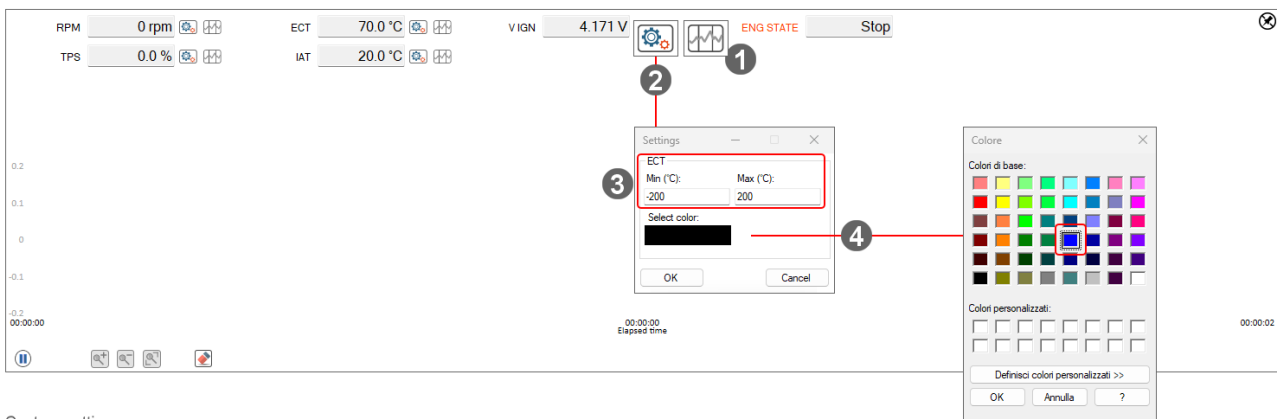 RPM 0 rpm ECT 70.0 °C V IGN 4.171 V ENG STATE Stop
1
TPS 0.0 % IAT 20.0 °C
2
Settings
Colore
ECT
Colori di base:
0.2
3
Min (°C): Max (°C):
-200 200
0.1
Select color:
0
4
-0.1
OK Cancel
-0.2
Colori personalizzati:
00:00:00 00:00:00 00:00:02
Elapsed time
Definisci colori personalizzati >>
OK Annulla ?